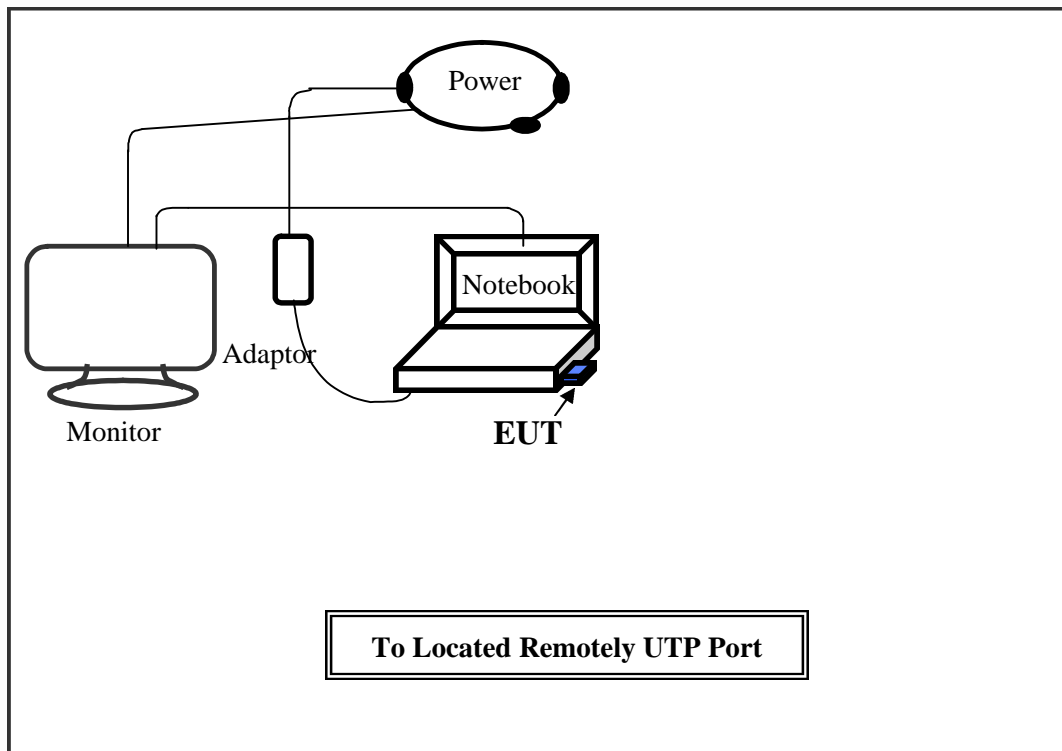 Power
Notebook
Adaptor
Monitor
EUT
To Located Remotely UTP Port